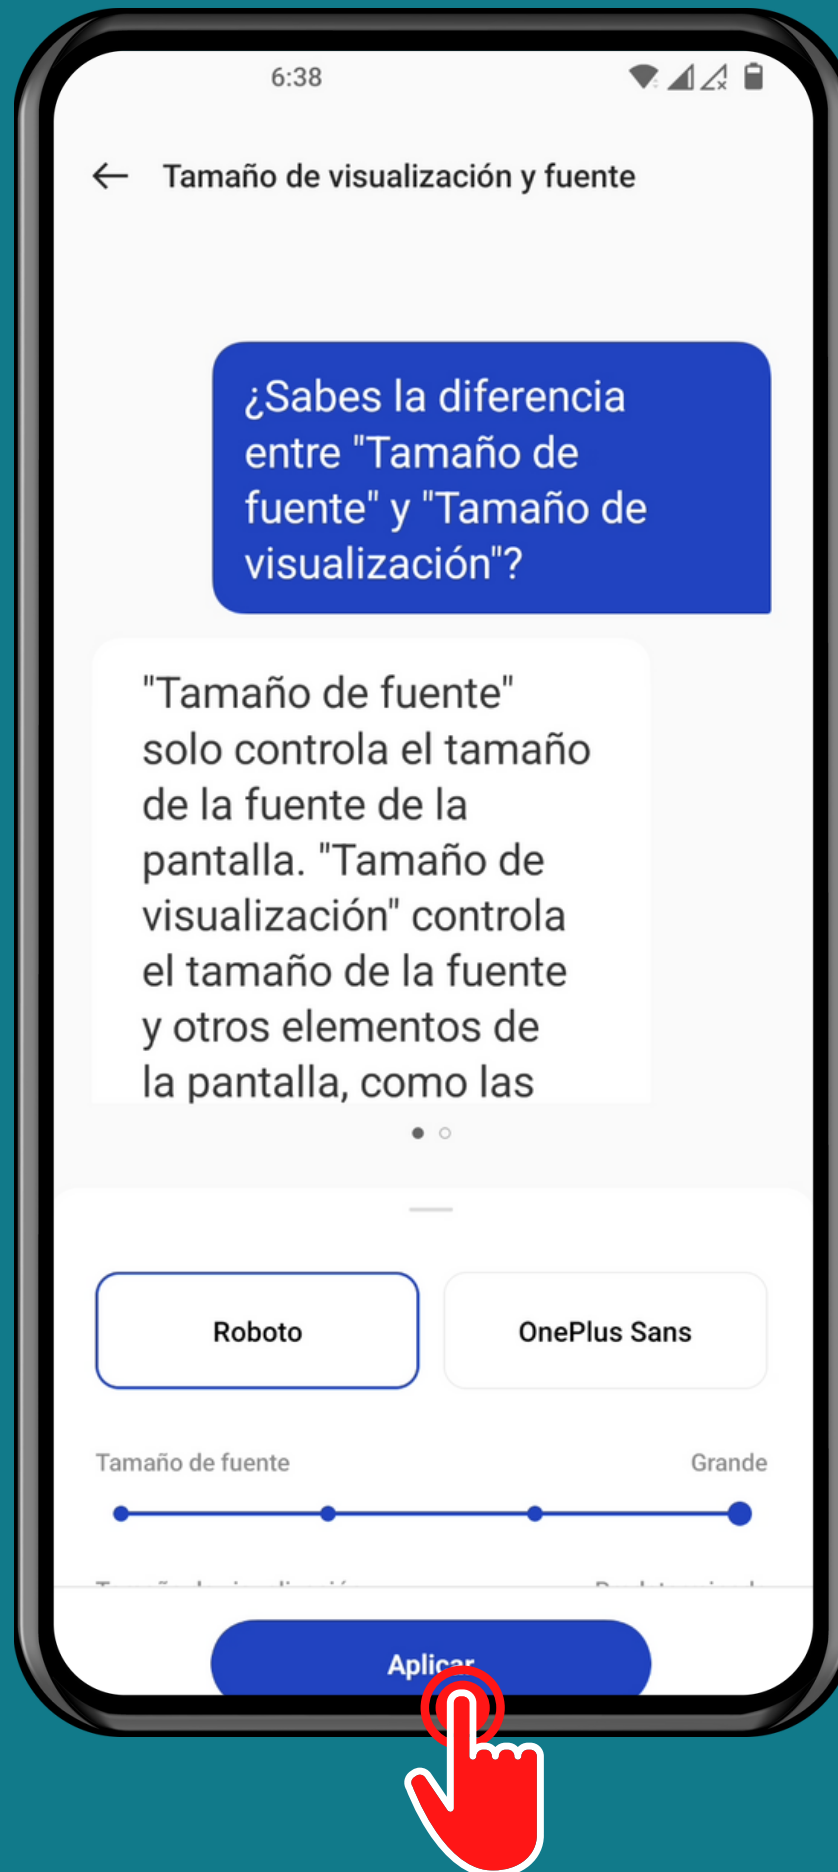 6:38
Tamaño de visualización y fuente
¿Sabes la diferencia
entre "Tamaño de
fuente" y "Tamaño de
visualización"?
"Tamaño de fuente"
solo controla el tamaño
de la fuente de la
pantalla. "Tamaño de
visualización" controla
el tamaño de la fuente
y otros elementos de
la pantalla, como las
Roboto
OnePlus Sans
Tamaño de fuente
Grande
Aplicar